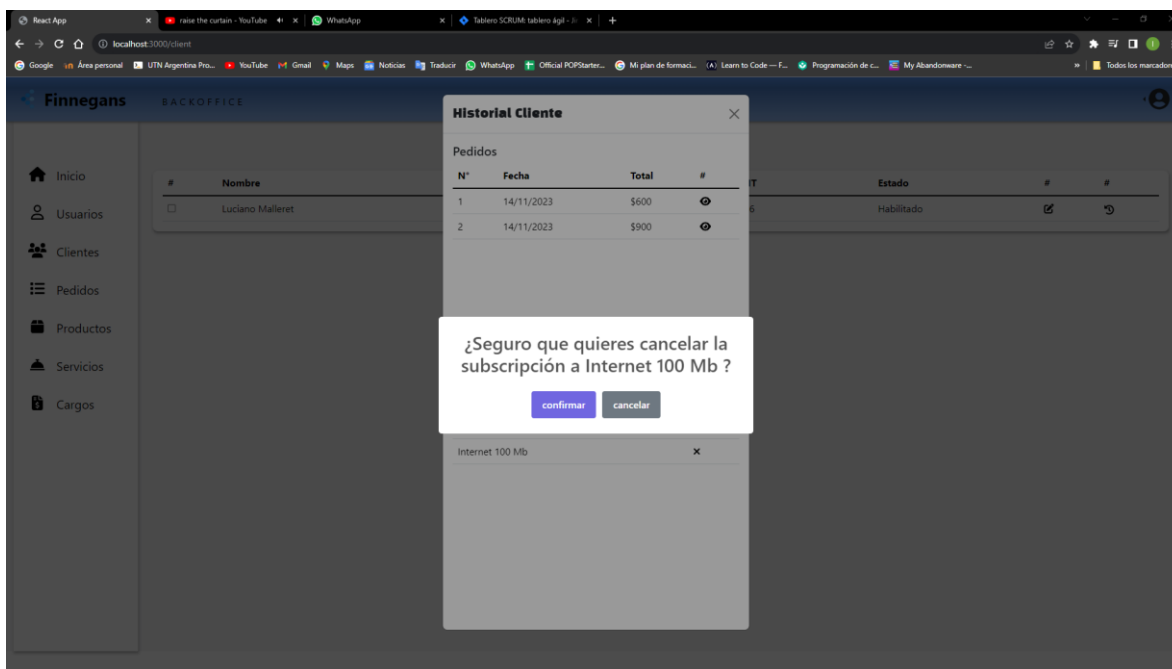 React App
raise the curtain - YouTube
WhatsApp
Tablero SCRUM: tablero ágil - Ji
localhost:3000/client
Google
Área personal
UTN Argentina Pro...
YouTube
Gmail
Maps
Noticias
Traducir
WhatsApp
Official POPStarter...
Mi plan de formaci...
Learn to Code — F...
Programación de c...
My Abandonware -...
Todos los marcadore
Finnegans
BACKOFFICE
Inicio
Usuarios
Clientes
Pedidos
Productos
Servicios
Cargos
# Nombre IT Estado # #
Luciano Malleret 6 Habilitado
Historial Cliente
Pedidos
N° Fecha Total #
1 14/11/2023 $600
2 14/11/2023 $900
¿Seguro que quieres cancelar la
subscripción a Internet 100 Mb ?
confirmar cancelar
Internet 100 Mb